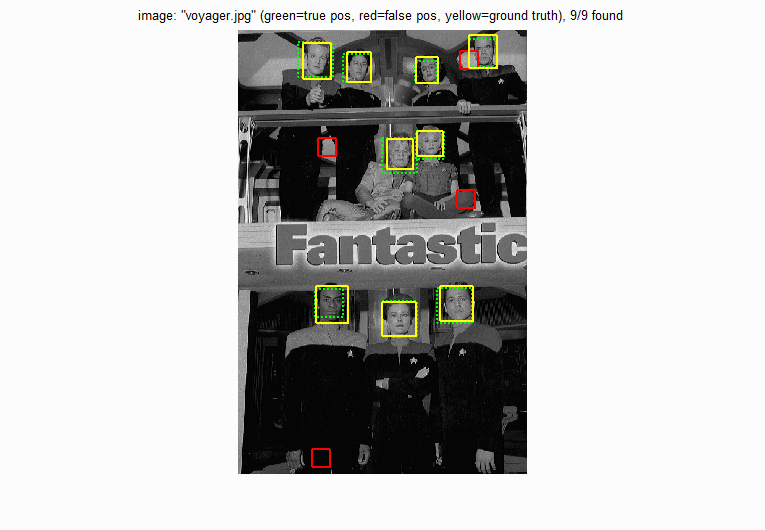 image: "voyager.jpg" (green=true pos, red=false pos, yellow=ground truth), 9/9 found
Fantastic